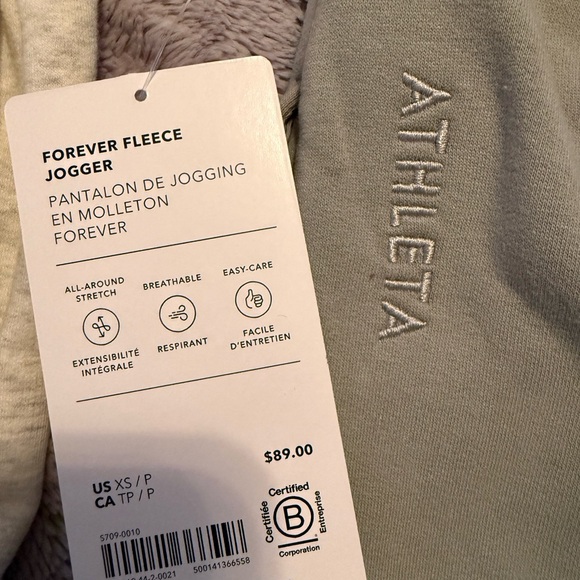 FOREVER FLEECE
JOGGER
PANTALON DE JOGGING
EN MOLLETON
FOREVER
ALL-AROUND
STRETCH
BREATHABLE
EASY-CARE
EXTENSIBILITÉ
INTÉGRALE
RESPIRANT
FACILE
D'ENTRETIEN
$89.00
US XS / P
CA TP / P
5709-0010
500141366558
Certified
Certifiée
B
Entreprise
Corporation
ATHLETA